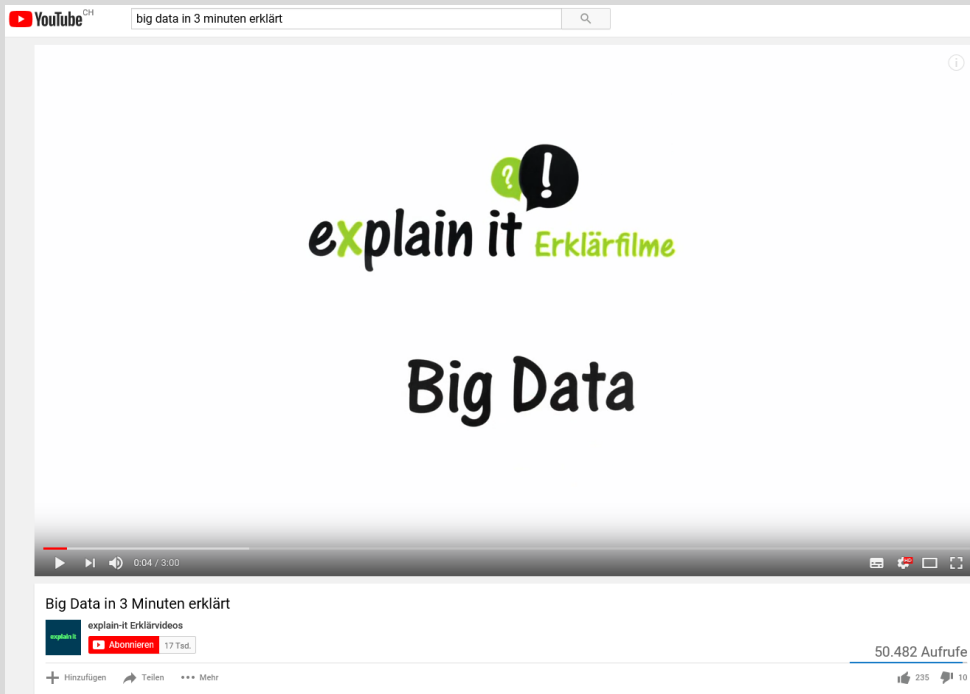 YouTube CH
big data in 3 minuten erklärt
i
? !
explain it Erklärfilme
Big Data
0:04 / 3:00
HD
Big Data in 3 Minuten erklärt
explain it
explain-it Erklärvideos
Abonnieren 17 Tsd.
50.482 Aufrufe
Hinzufügen Teilen Mehr
235 10